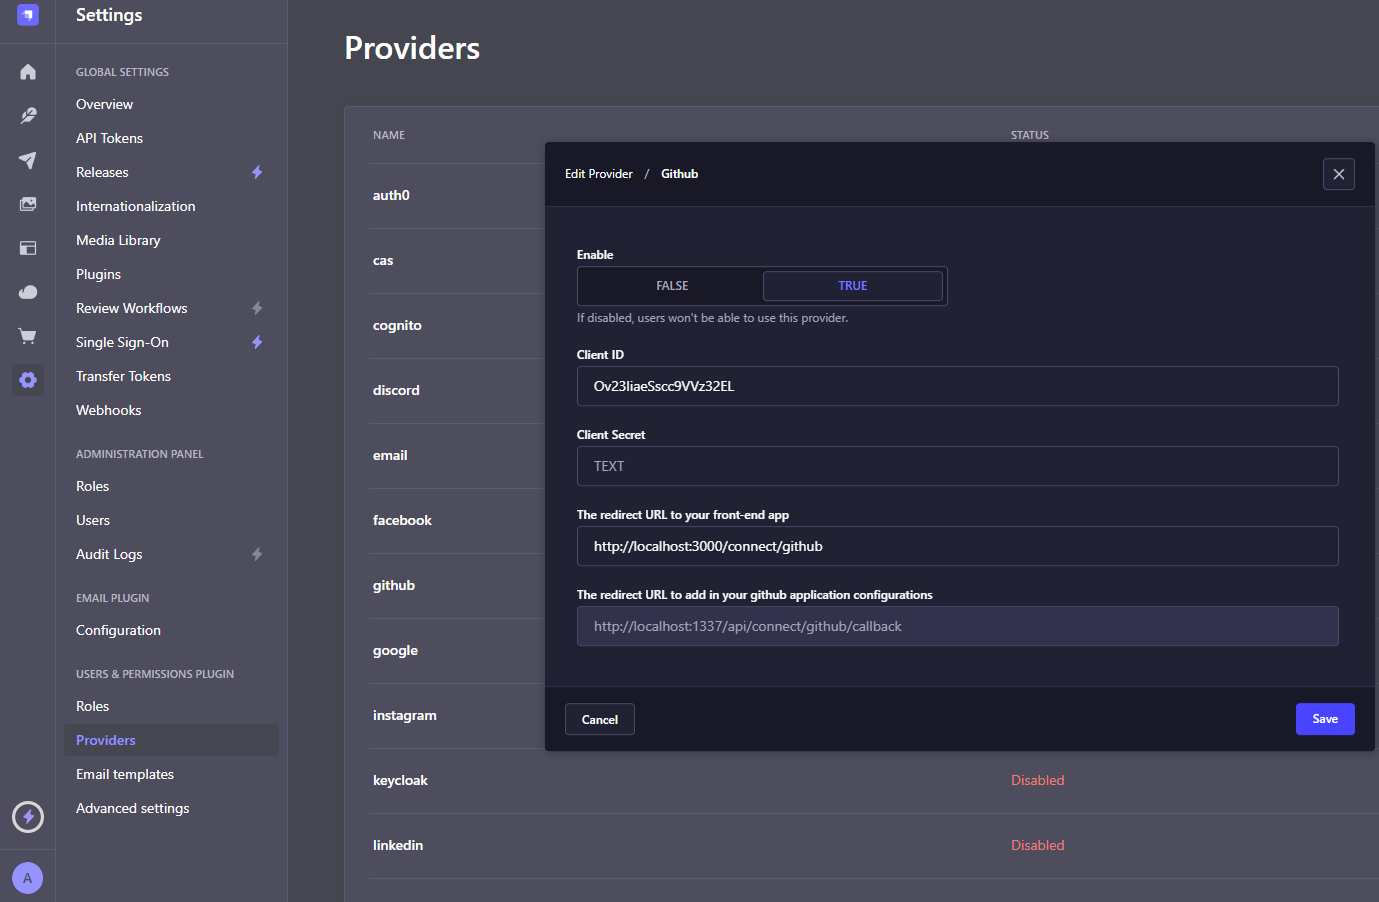 Settings
GLOBAL SETTINGS
Overview
API Tokens
Releases
Internationalization
Media Library
Plugins
Review Workflows
Single Sign-On
Transfer Tokens
Webhooks
ADMINISTRATION PANEL
Roles
Users
Audit Logs
EMAIL PLUGIN
Configuration
USERS & PERMISSIONS PLUGIN
Roles
Providers
Email templates
Advanced settings
A
Providers
NAME STATUS
auth0
cas
cognito
discord
email
facebook
github
google
instagram
keycloak Disabled
linkedin Disabled
Edit Provider / Github
Enable
FALSE TRUE
If disabled, users won't be able to use this provider.
Client ID
Ov23liaeSscc9VVz32EL
Client Secret
TEXT
The redirect URL to your front-end app
http://localhost:3000/connect/github
The redirect URL to add in your github application configurations
http://localhost:1337/api/connect/github/callback
Cancel Save